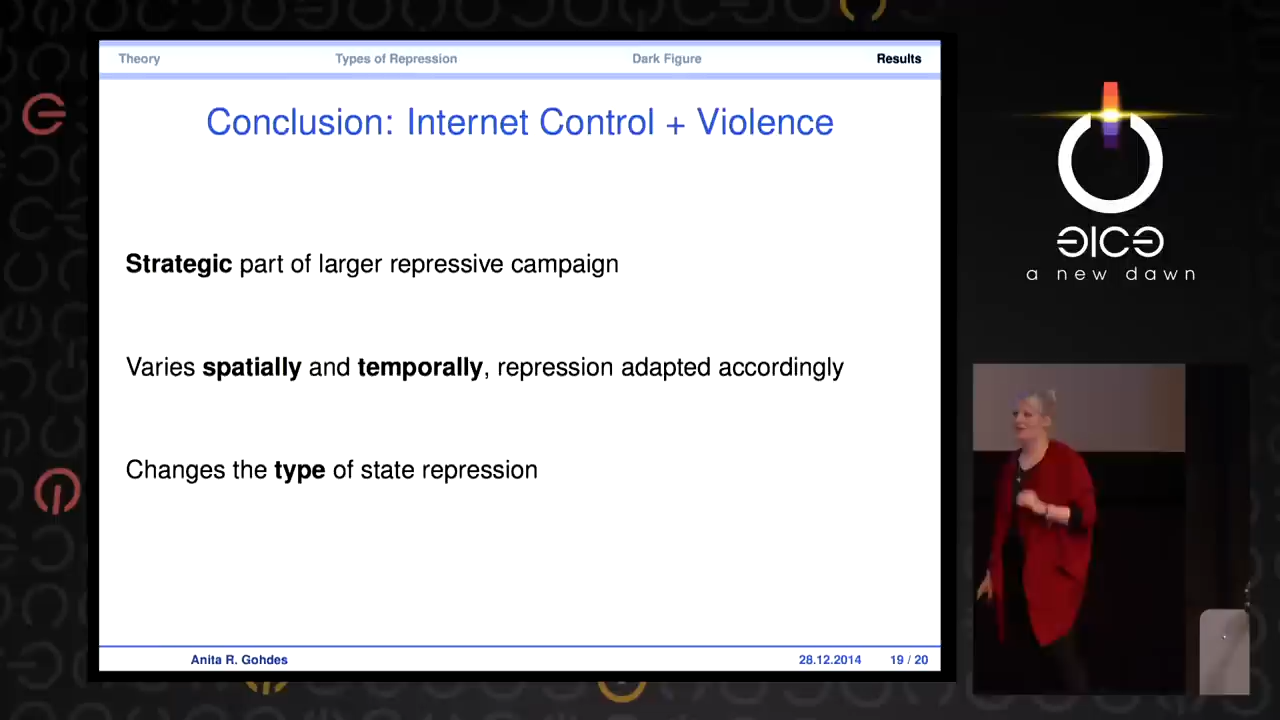 Theory Types of Repression Dark Figure Results
Conclusion: Internet Control + Violence
Strategic part of larger repressive campaign
Varies spatially and temporally, repression adapted accordingly
Changes the type of state repression
Anita R. Gohdes 28.12.2014 19 / 20
a new dawn